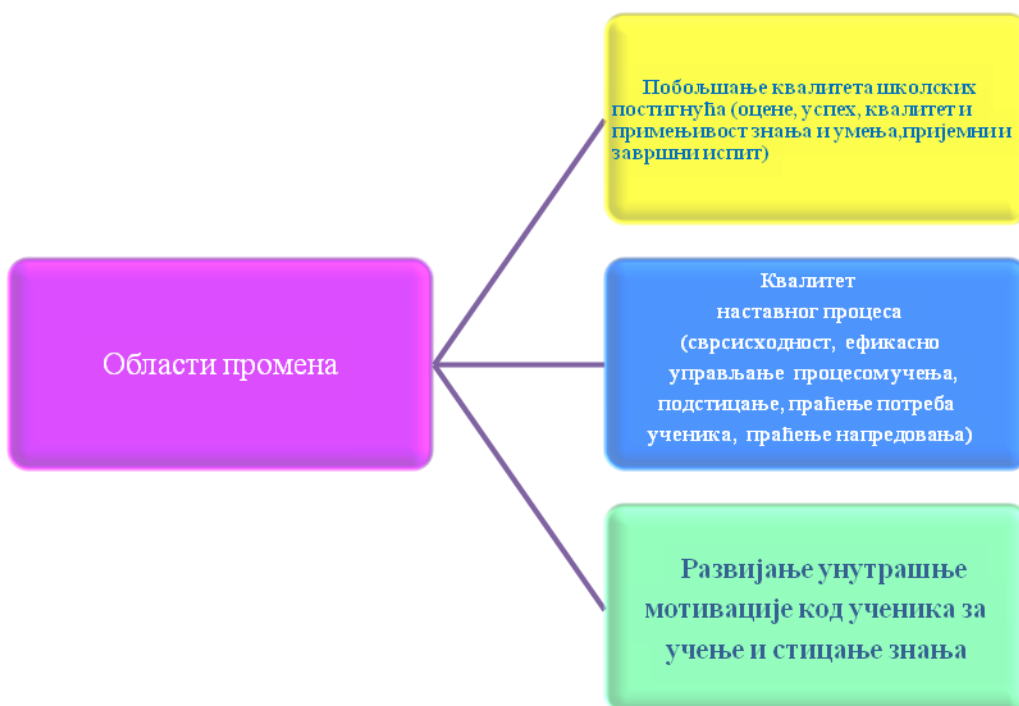 Побољшање квалитета школских
постигнућа (оцене, успех, квалитет и
примењивост знања и умења,пријемни и
завршни испит)
Области промена
Квалитет
наставног процеса
(сврсисходност, ефикасно
управљање процесомучења,
подстицање, праћење потреба
ученика, праћење напредовања)
Развијање унутрашње
мотивације код ученика за
учење и стицање знања